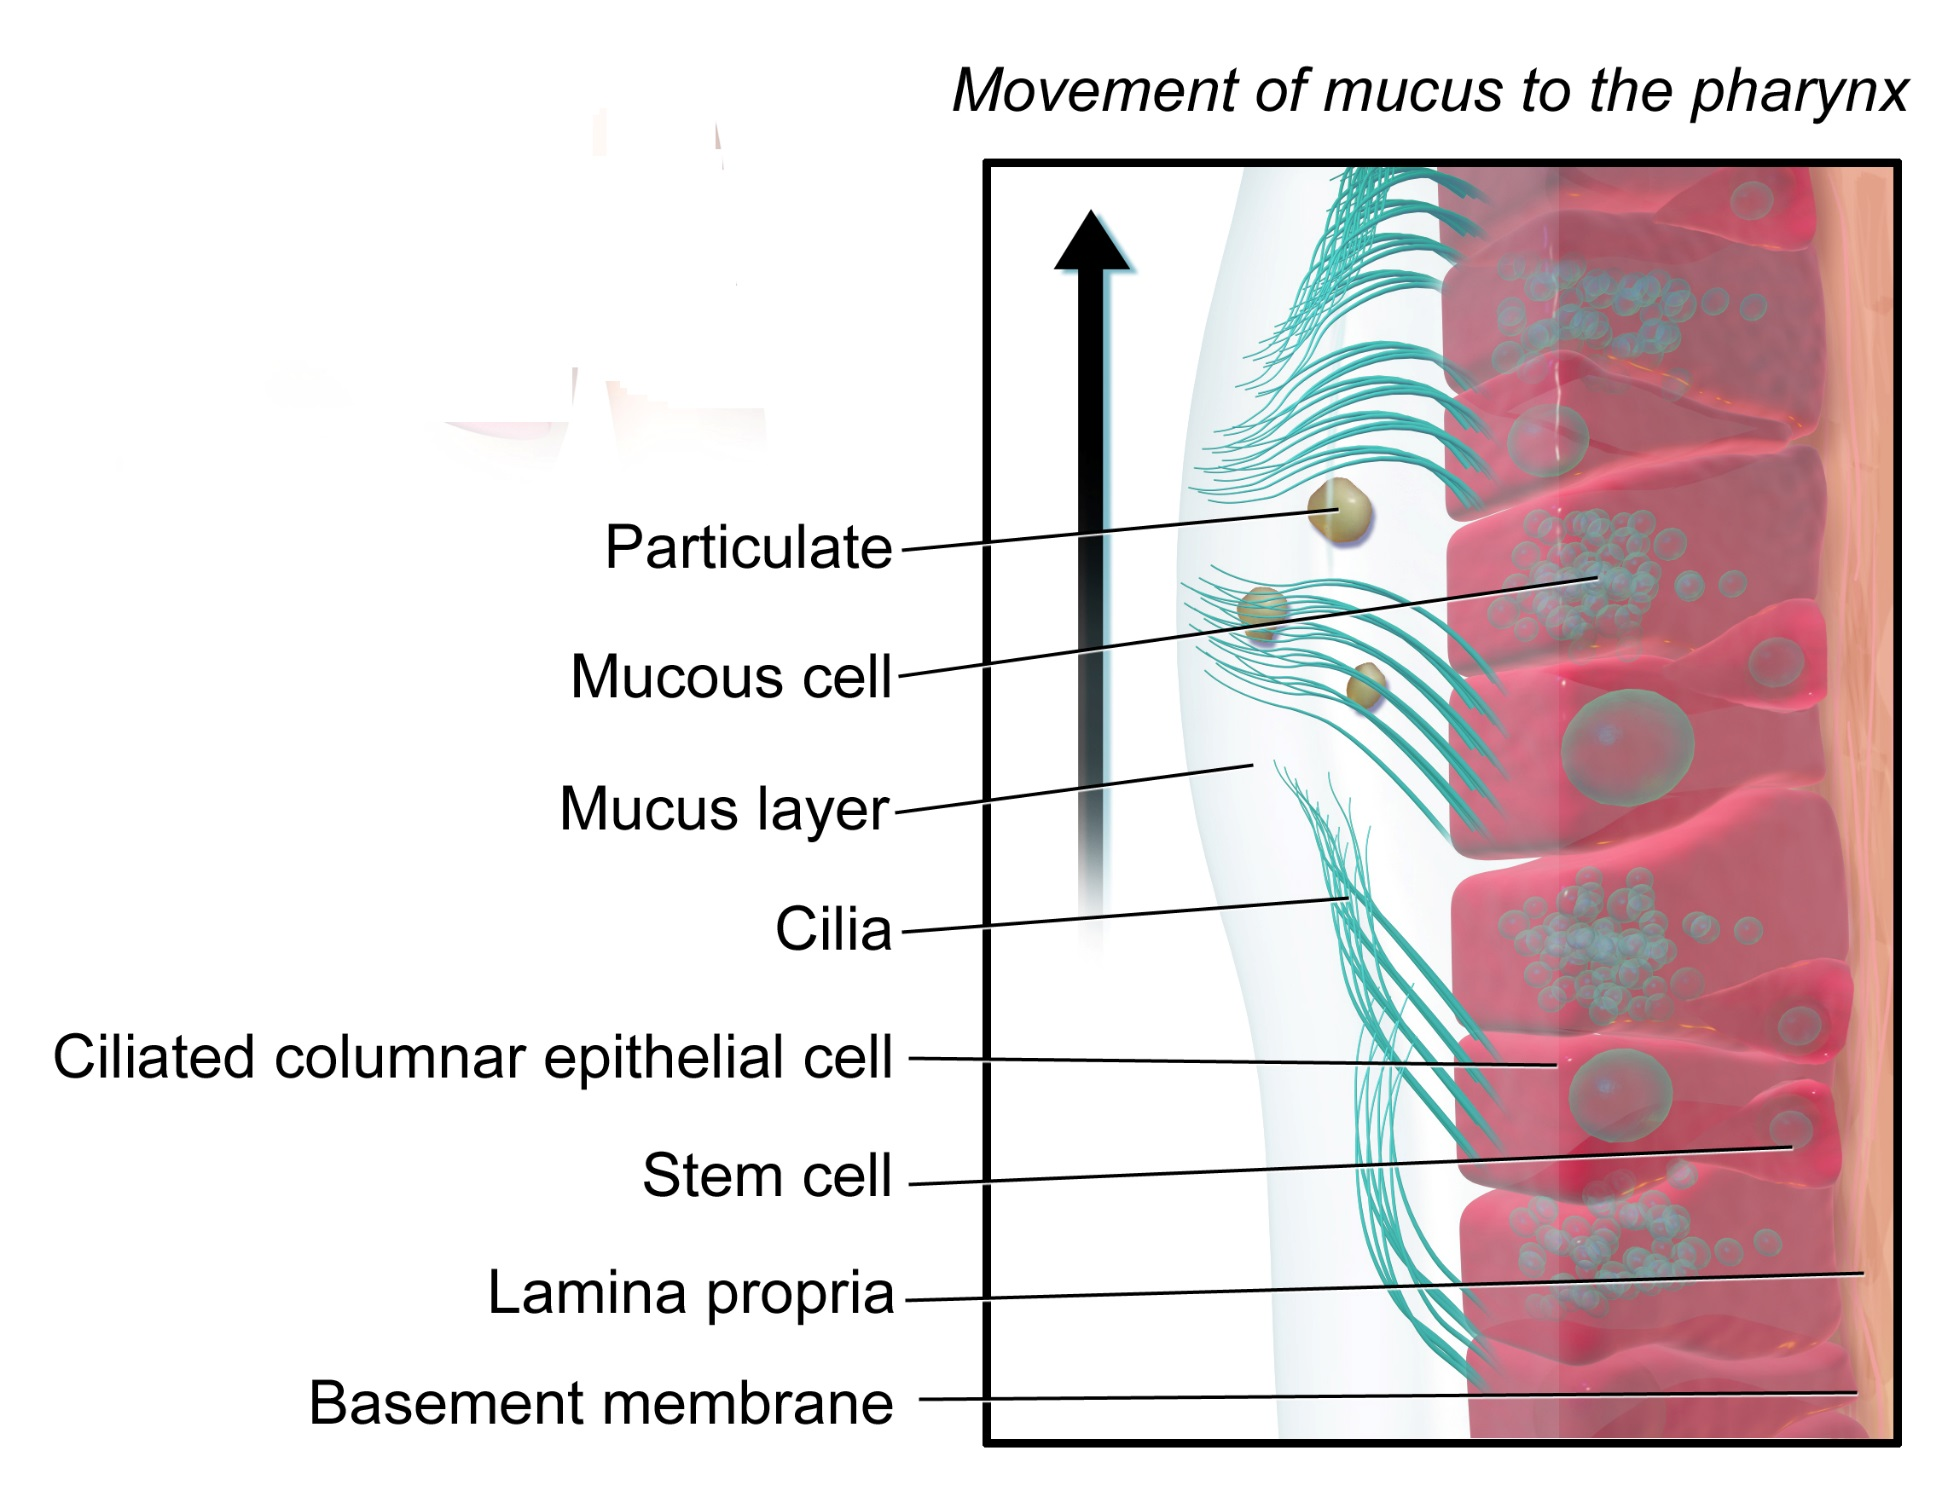 Movement of mucus to the pharynx
Particulate
Mucous cell
Mucus layer
Cilia
Ciliated columnar epithelial cell
Stem cell
Lamina propria
Basement membrane